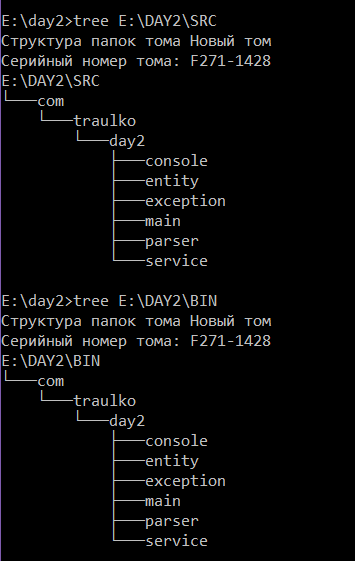 E:\day2>tree E:\DAY2\SRC
Структура папок тома Новый том
Серийный номер тома: F271-1428
E:\DAY2\SRC
└───com
    └───traulko
        └───day2
            ├───console
            ├───entity
            ├───exception
            ├───main
            ├───parser
            └───service

E:\day2>tree E:\DAY2\BIN
Структура папок тома Новый том
Серийный номер тома: F271-1428
E:\DAY2\BIN
└───com
    └───traulko
        └───day2
            ├───console
            ├───entity
            ├───exception
            ├───main
            ├───parser
            └───service